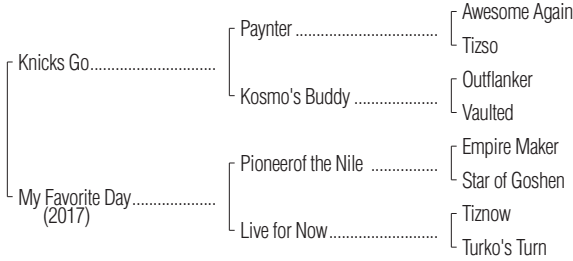 Awesome Again
Paynter ........................................
Tizso
Knicks Go...................................
Outflanker
Kosmo's Buddy .......................
Vaulted
Empire Maker
Pioneerof the Nile ...................
Star of Goshen
My Favorite Day.......................
(2017)
Tiznow
Live for Now..............................
Turko's Turn